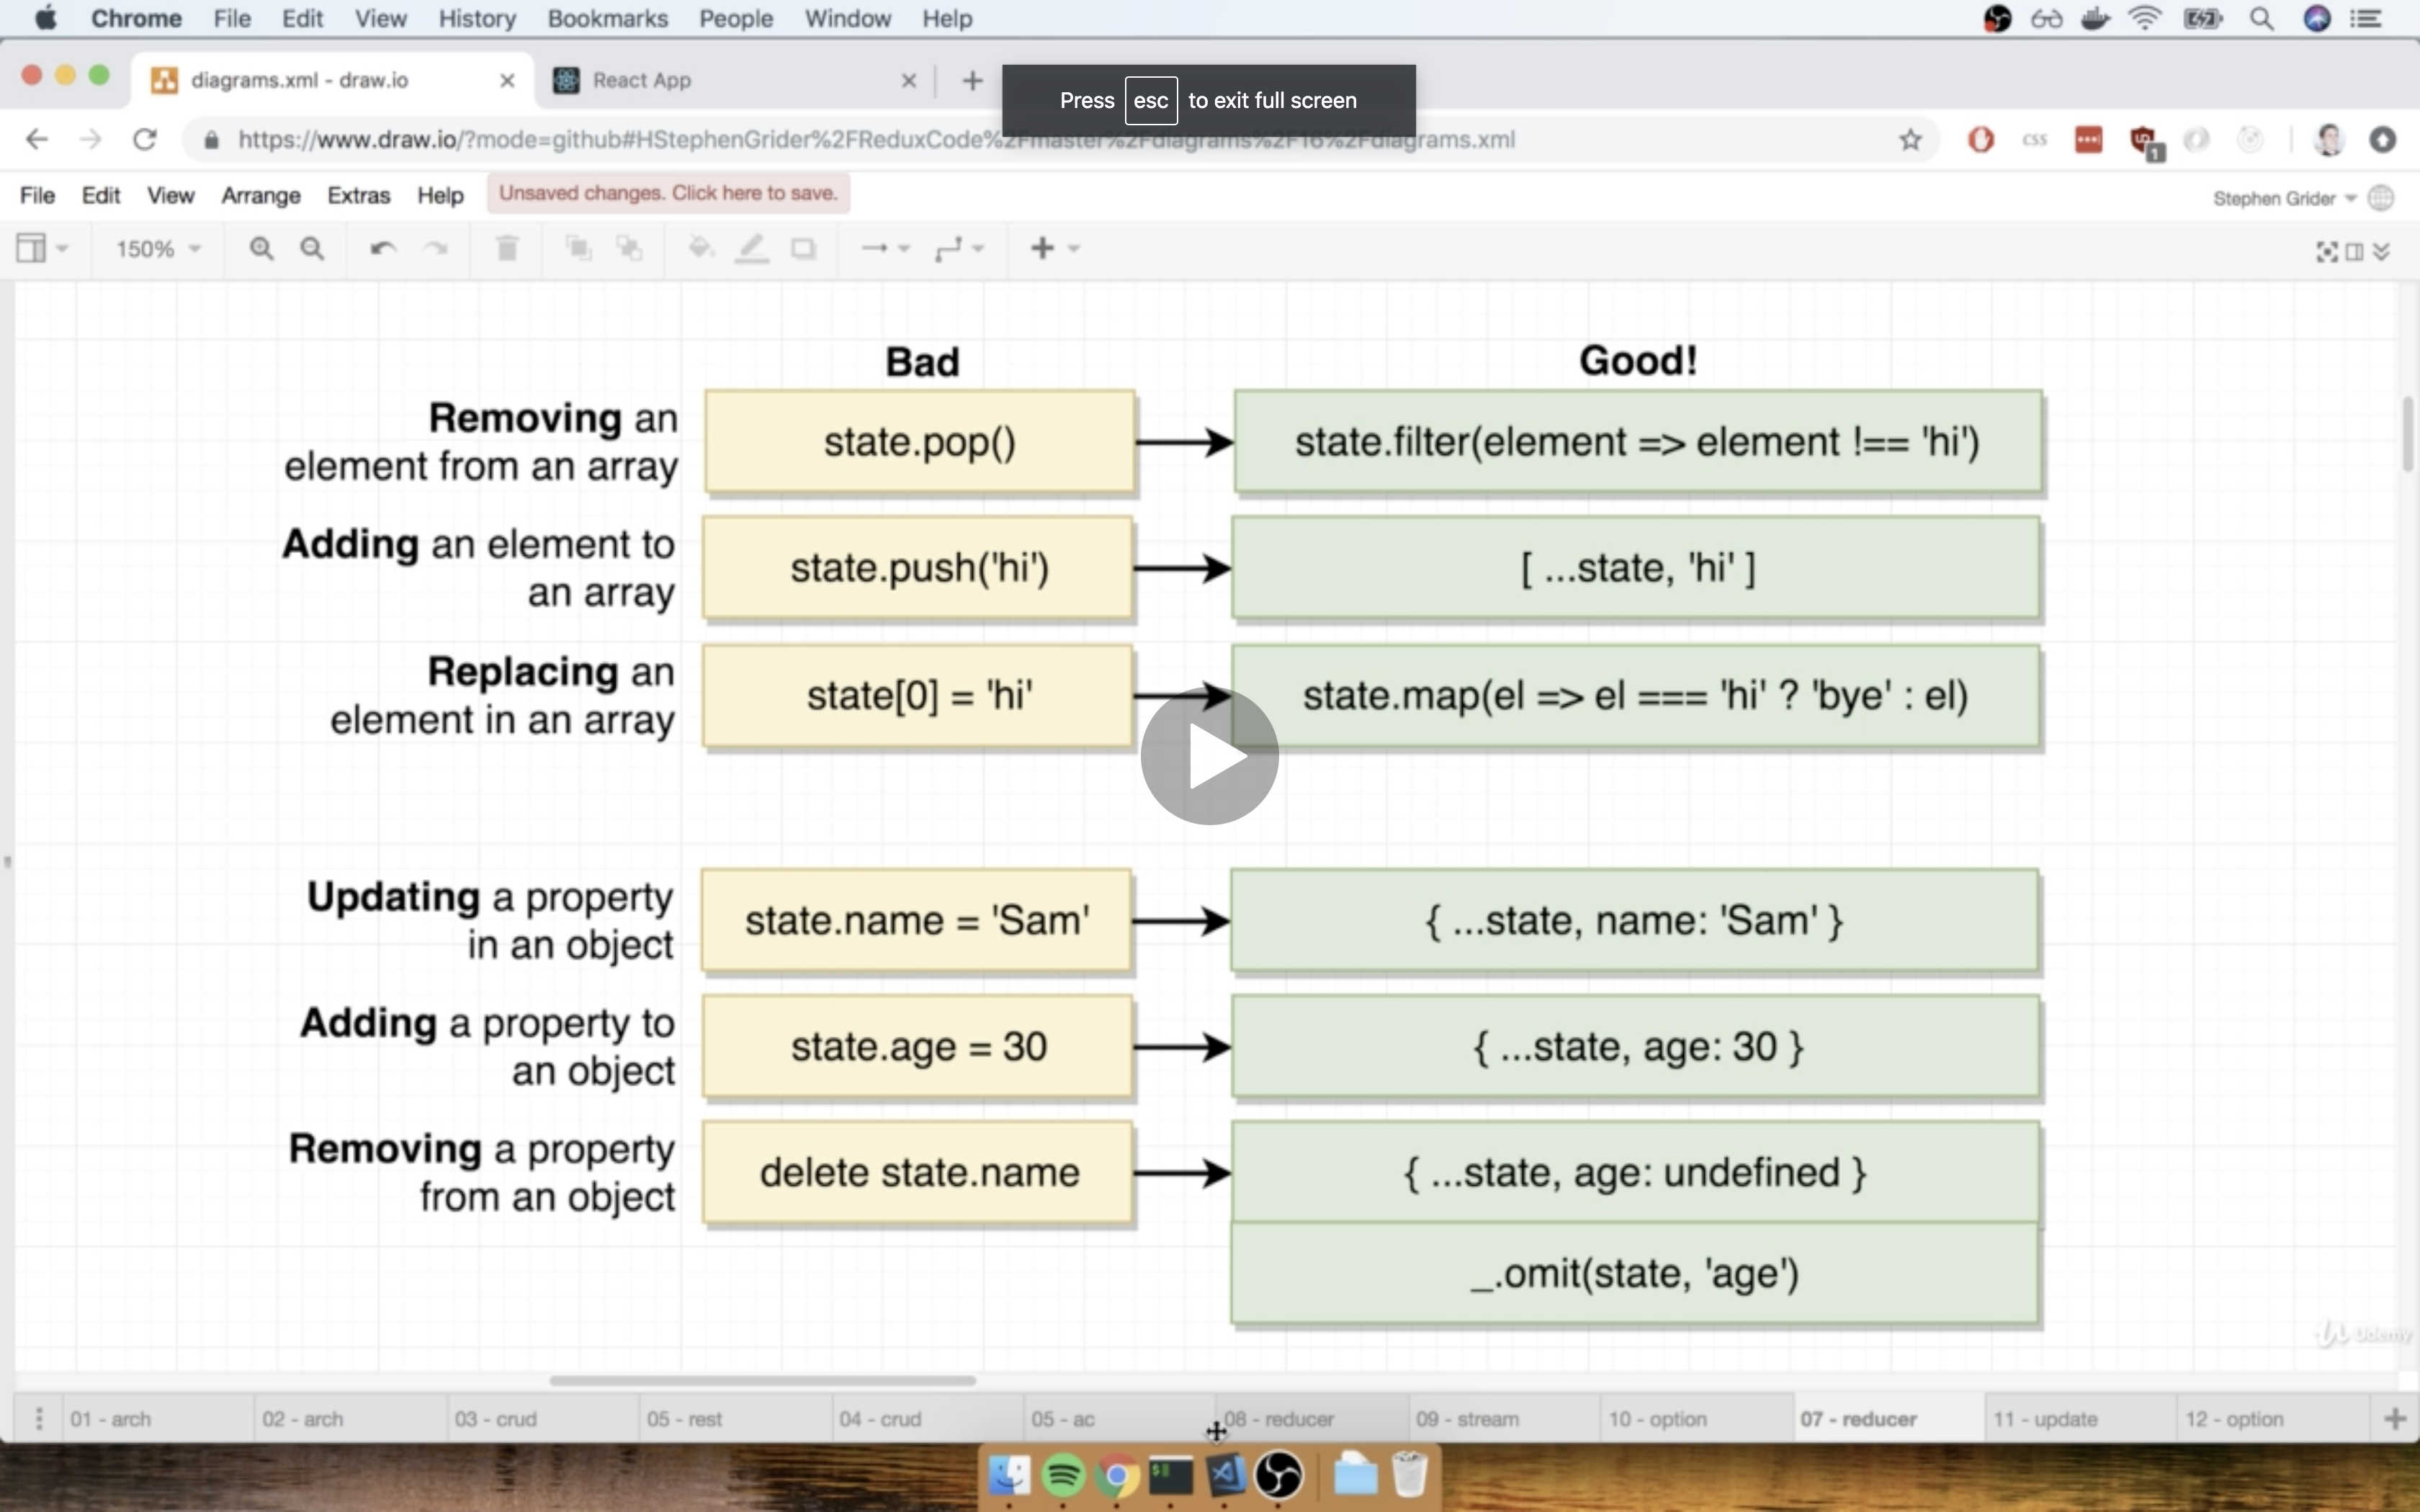 Chrome File Edit View History Bookmarks People Window Help
diagrams.xml - draw.io
React App
Press esc to exit full screen
https://www.draw.io/?mode=github#HStephenGrider%2FReduxCode%2Fmaster%2Fdiagrams%2F16%2Fdiagrams.xml
css
1
File Edit View Arrange Extras Help
Unsaved changes. Click here to save.
Stephen Grider
150%
Bad
Good!
Removing an
element from an array
state.pop()
state.filter(element => element !== 'hi')
Adding an element to
an array
state.push('hi')
[ ...state, 'hi' ]
Replacing an
element in an array
state[0] = 'hi'
state.map(el => el === 'hi' ? 'bye' : el)
Updating a property
in an object
state.name = 'Sam'
{ ...state, name: 'Sam' }
Adding a property to
an object
state.age = 30
{ ...state, age: 30 }
Removing a property
from an object
delete state.name
{ ...state, age: undefined }
_.omit(state, 'age')
Udemy
01 - arch
02 - arch
03 - crud
05 - rest
04 - crud
05 - ac
08 - reducer
09 - stream
10 - option
07 - reducer
11 - update
12 - option